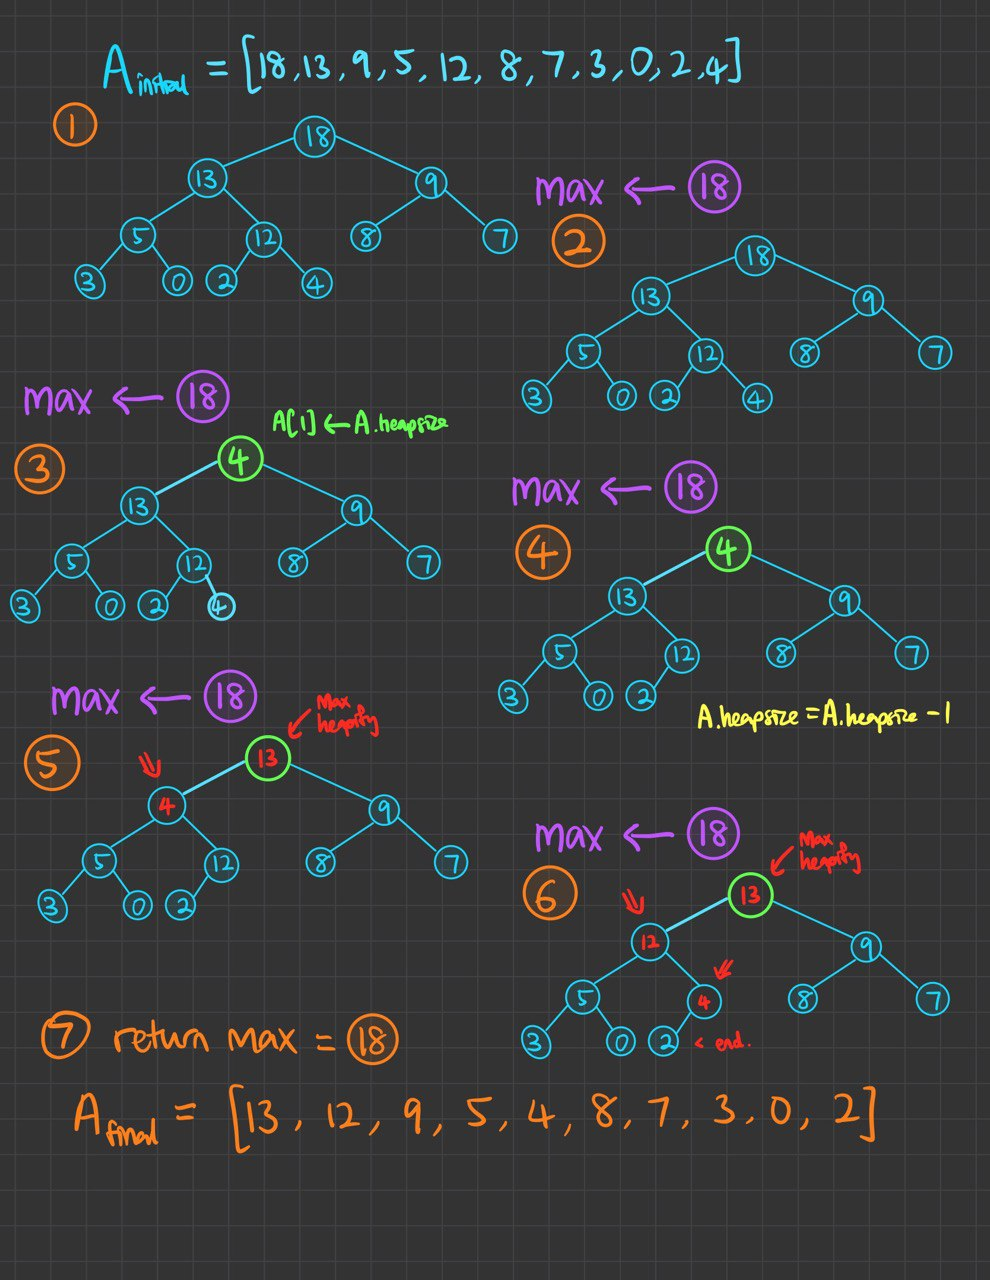 A initial = [18, 13, 9, 5, 12, 8, 7, 3, 0, 2, 4]
①
18
13 9
5 12 8 7
3 0 2 4
max ← 18
②
18
13 9
5 12 8 7
3 0 2 4
max ← 18
③
A[1] ← A.heapsize
4
13 9
5 12 8 7
3 0 2 4
max ← 18
④
4
13 9
5 12 8 7
3 0 2
A.heapsize = A.heapsize - 1
max ← 18
⑤
Max
heapify
13
4 9
5 12 8 7
3 0 2
max ← 18
⑥
Max
heapify
13
12 9
5 4 8 7
3 0 2 < end.
⑦ return max = 18
A final = [13, 12, 9, 5, 4, 8, 7, 3, 0, 2]